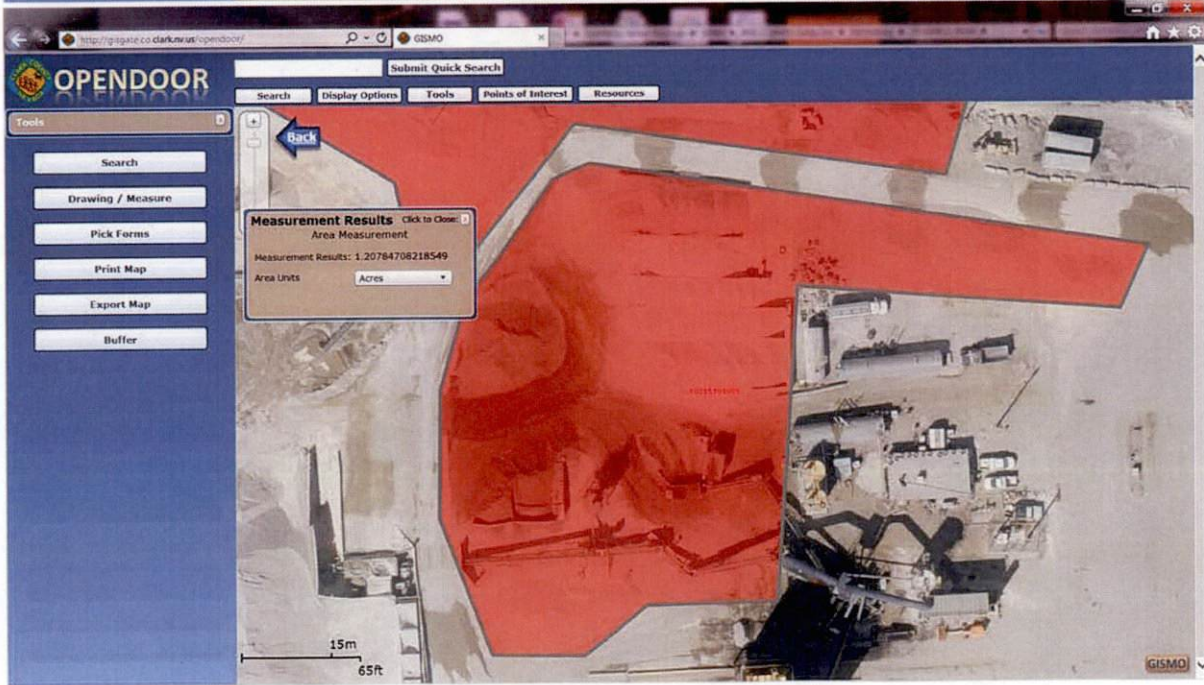 http://gisgate.co.clark.nv.us/opendoor/
GISMO
OPENDOOR
Submit Quick Search
Search
Display Options
Tools
Points of Interest
Resources
Tools
Search
Drawing / Measure
Pick Forms
Print Map
Export Map
Buffer
Back
Measurement Results Click to Close:
Area Measurement
Measurement Results: 1.20784708218549
Area Units Acres
15m
65ft
GISMO